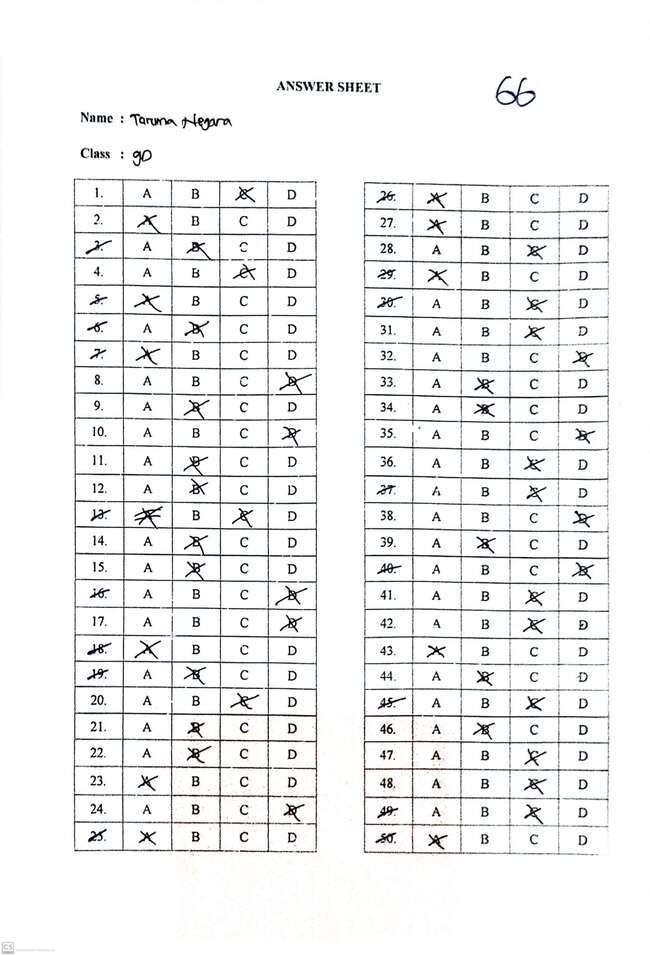 ANSWER SHEET
66
Name : Taruma Negara
Class : 9D
1. A B C D
2. A B C D
3. A B C D
4. A B C D
5. A B C D
6. A B C D
7. A B C D
8. A B C D
9. A B C D
10. A B C D
11. A B C D
12. A B C D
13. A B C D
14. A B C D
15. A B C D
16. A B C D
17. A B C D
18. A B C D
19. A B C D
20. A B C D
21. A B C D
22. A B C D
23. A B C D
24. A B C D
25. A B C D
26. A B C D
27. A B C D
28. A B C D
29. A B C D
30. A B C D
31. A B C D
32. A B C D
33. A B C D
34. A B C D
35. A B C D
36. A B C D
37. A B C D
38. A B C D
39. A B C D
40. A B C D
41. A B C D
42. A B C D
43. A B C D
44. A B C D
45. A B C D
46. A B C D
47. A B C D
48. A B C D
49. A B C D
50. A B C D
CS